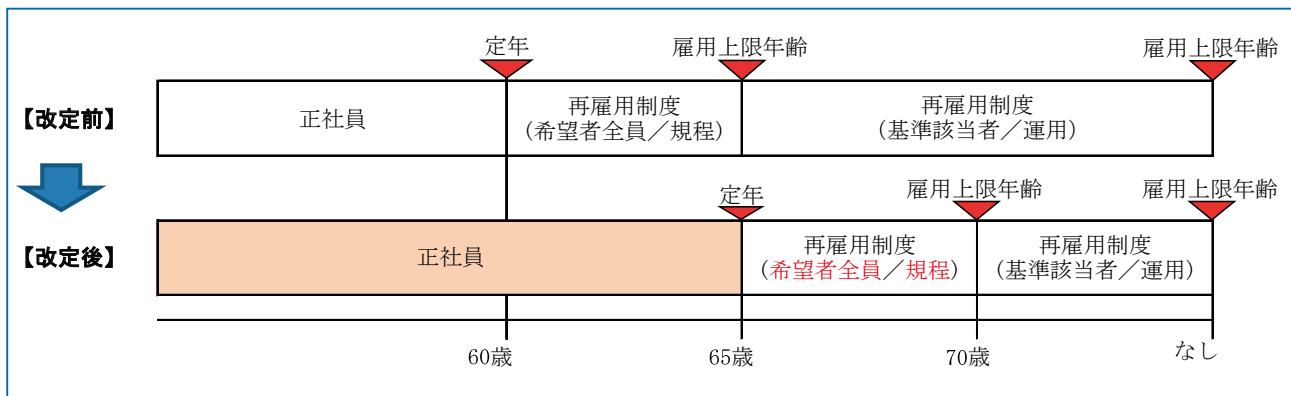 定年
雇用上限年齢
雇用上限年齢
【改定前】
正社員
再雇用制度
（希望者全員／規程）
再雇用制度
（基準該当者／運用）
定年
雇用上限年齢
雇用上限年齢
【改定後】
正社員
再雇用制度
（希望者全員／規程）
再雇用制度
（基準該当者／運用）
60歳
65歳
70歳
なし